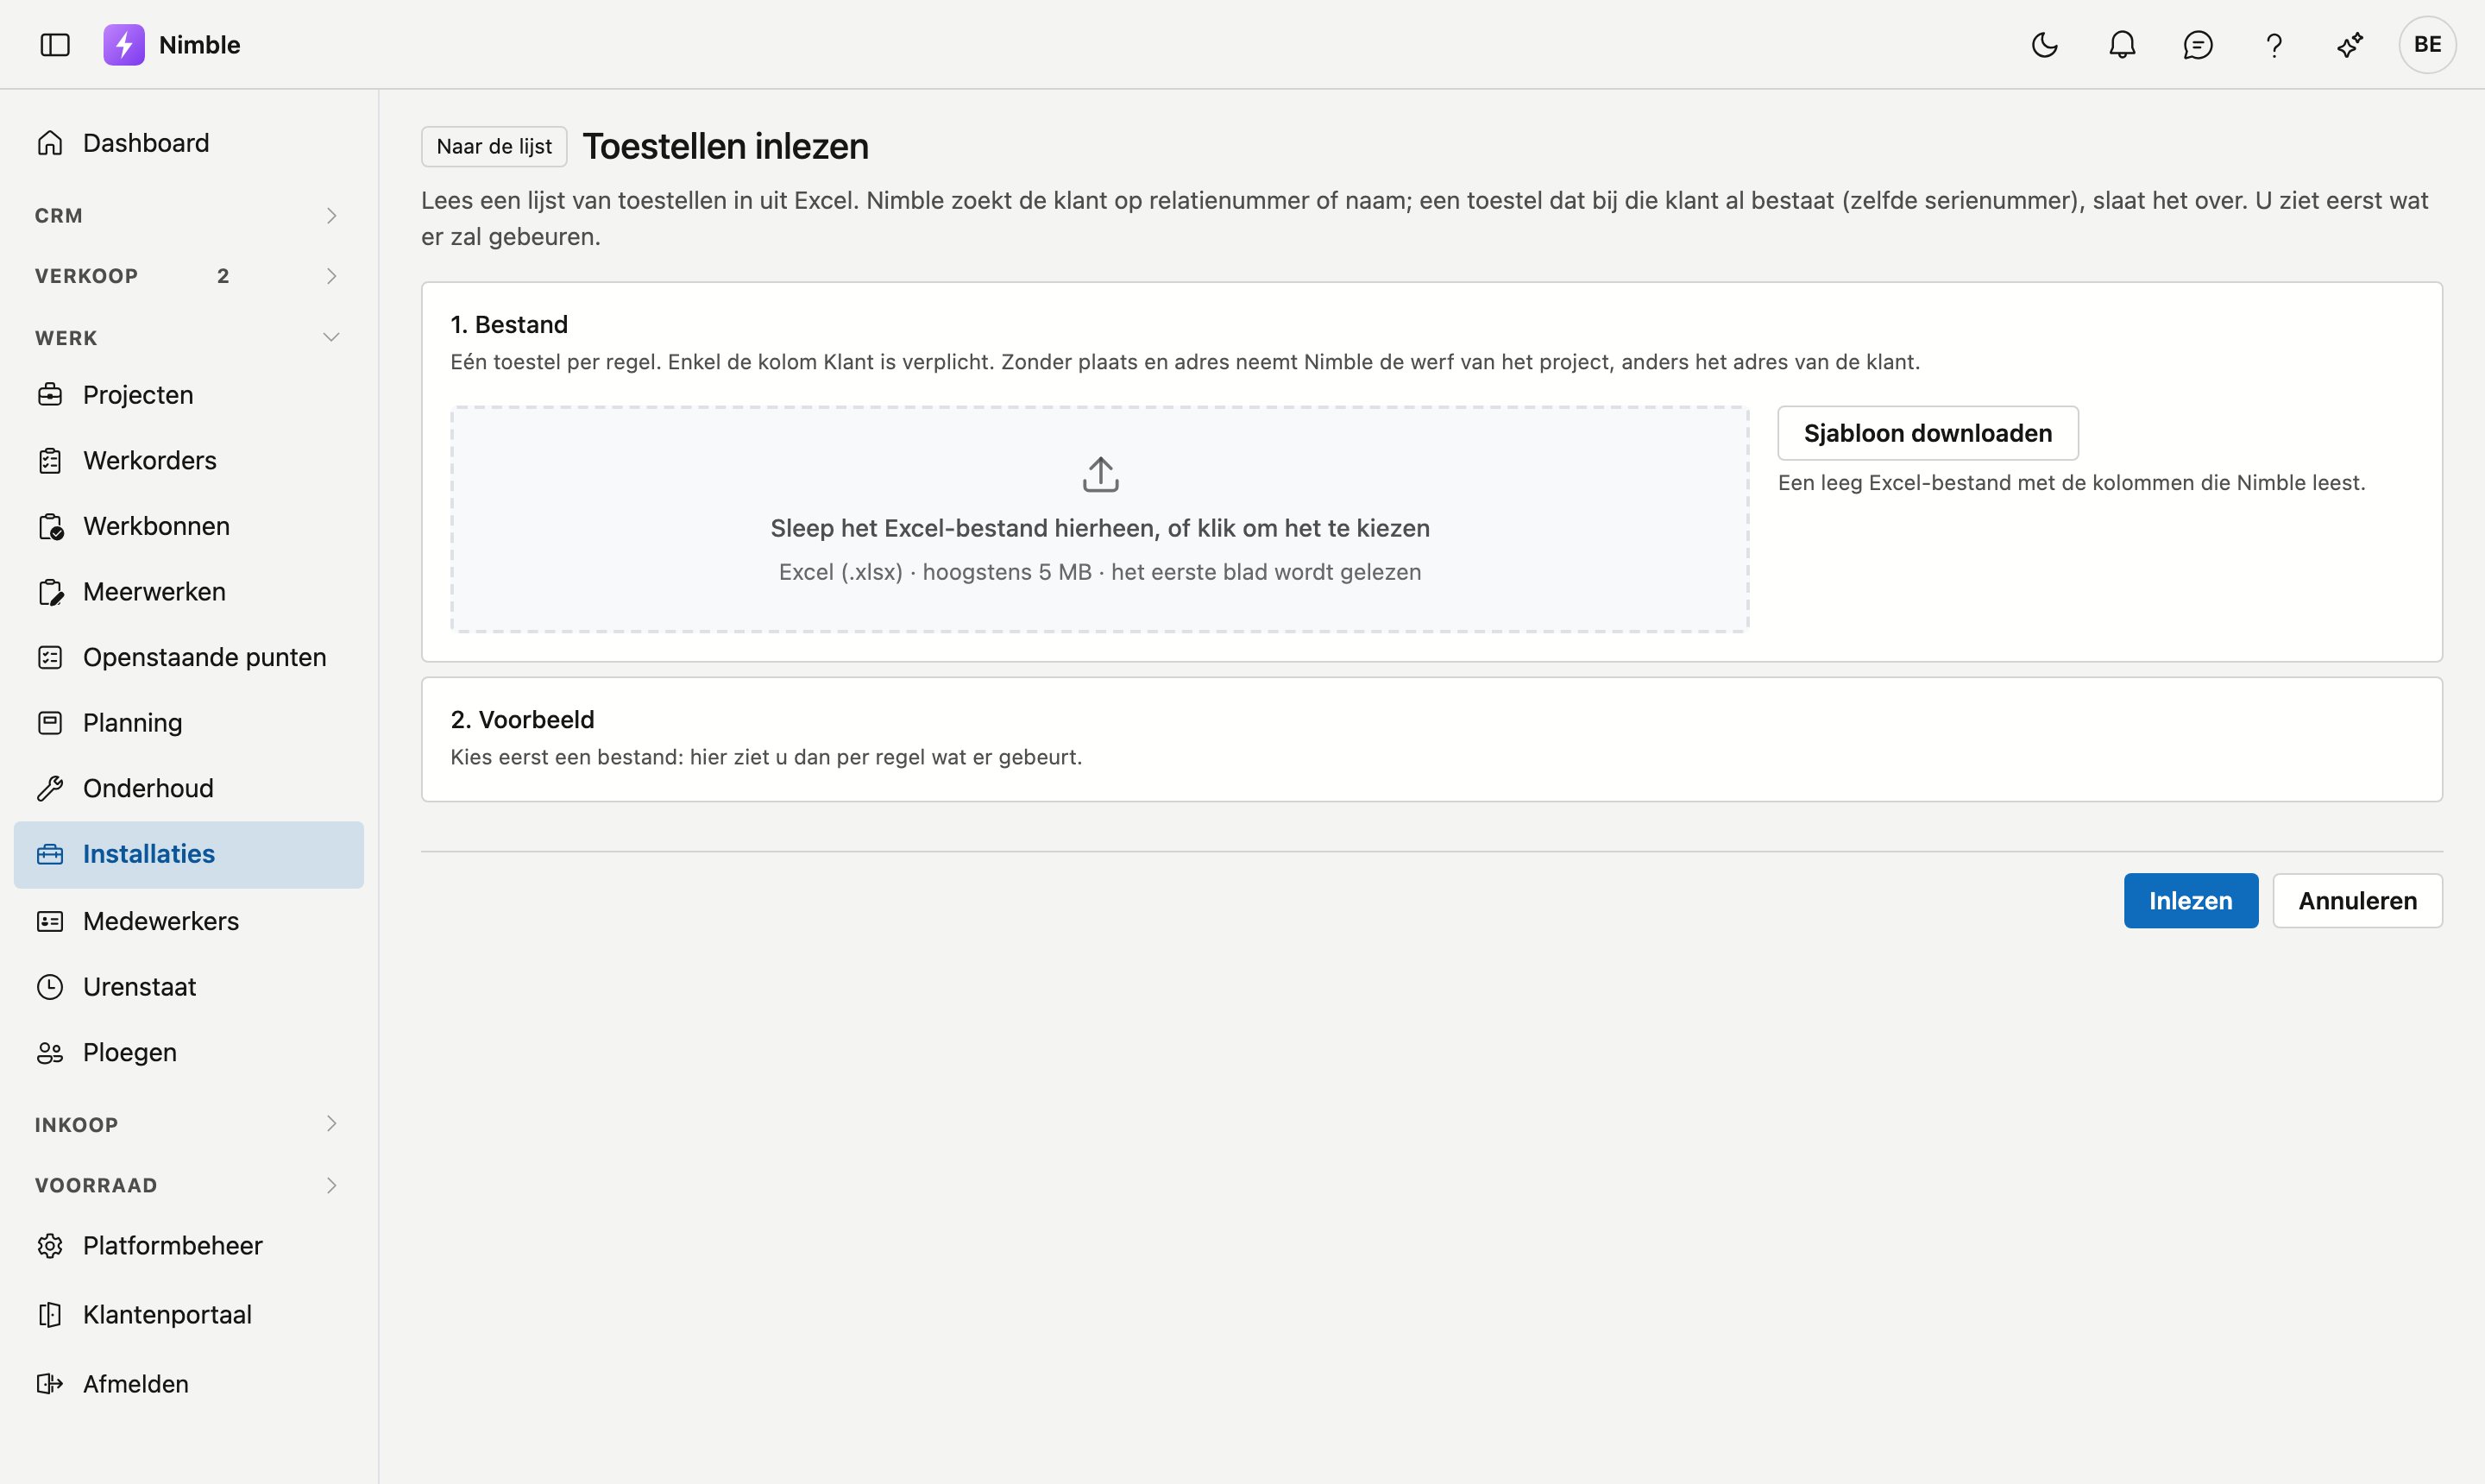 Nimble
BE
Dashboard
CRM
VERKOOP 2
WERK
Projecten
Werkorders
Werkbonnen
Meerwerken
Openstaande punten
Planning
Onderhoud
Installaties
Medewerkers
Urenstaat
Ploegen
INKOOP
VOORRAAD
Platformbeheer
Klantenportaal
Afmelden
Naar de lijst Toestellen inlezen
Lees een lijst van toestellen in uit Excel. Nimble zoekt de klant op relatienummer of naam; een toestel dat bij die klant al bestaat (zelfde serienummer), slaat het over. U ziet eerst wat
er zal gebeuren.
1. Bestand
Eén toestel per regel. Enkel de kolom Klant is verplicht. Zonder plaats en adres neemt Nimble de werf van het project, anders het adres van de klant.
Sleep het Excel-bestand hierheen, of klik om het te kiezen
Excel (.xlsx) · hoogstens 5 MB · het eerste blad wordt gelezen
Sjabloon downloaden
Een leeg Excel-bestand met de kolommen die Nimble leest.
2. Voorbeeld
Kies eerst een bestand: hier ziet u dan per regel wat er gebeurt.
Inlezen Annuleren